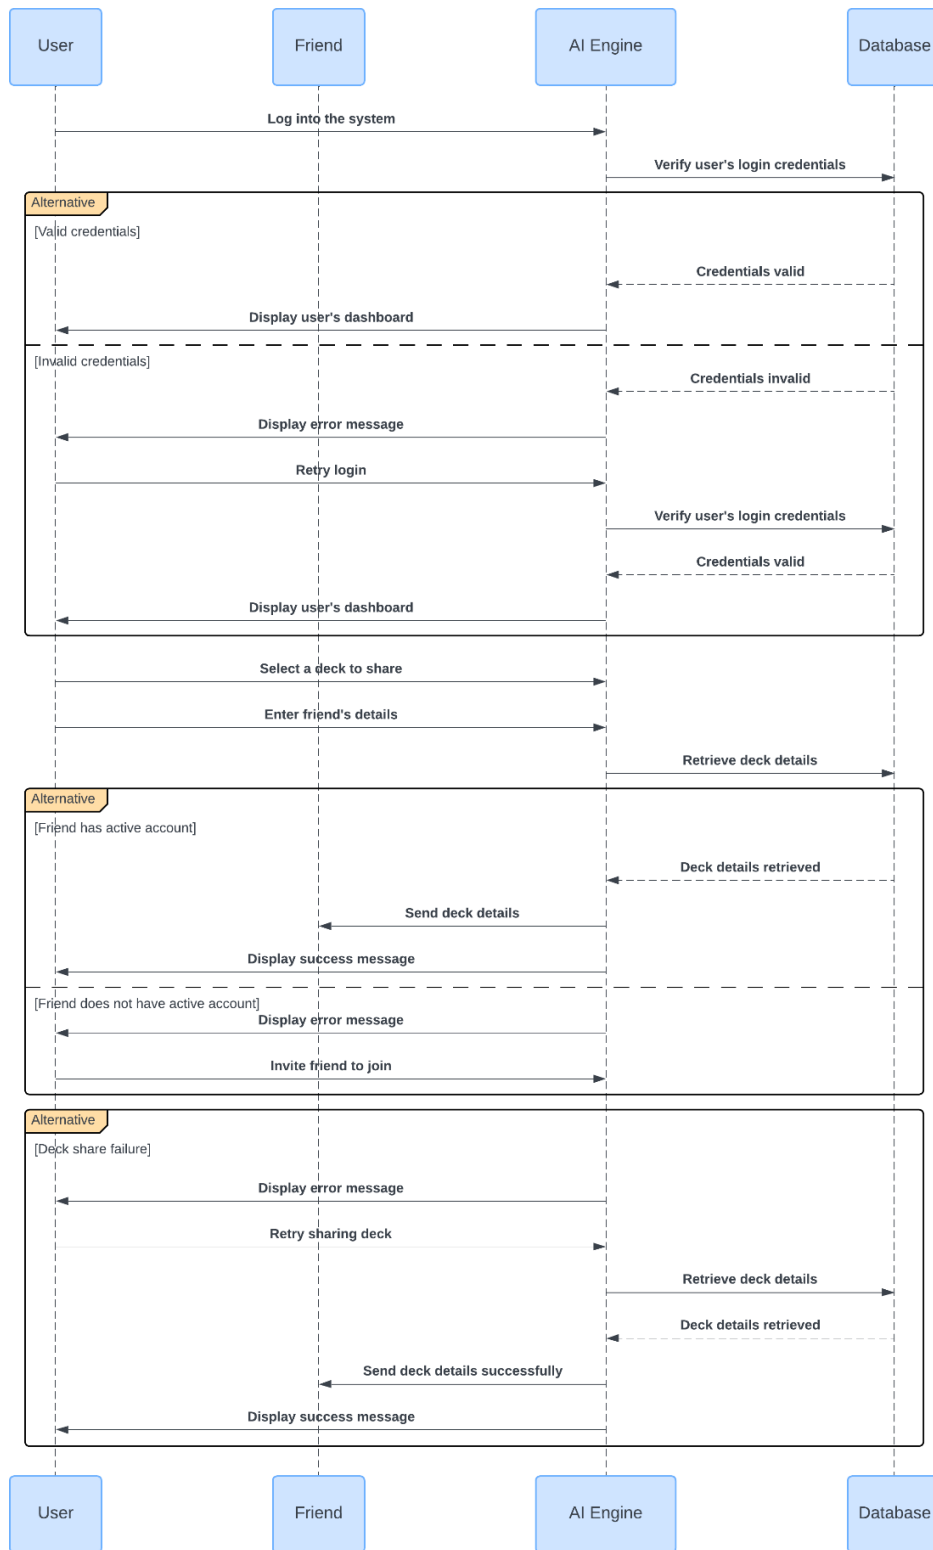 User
Friend
AI Engine
Database
Log into the system
Verify user's login credentials
Alternative
[Valid credentials]
Credentials valid
Display user's dashboard
[Invalid credentials]
Credentials invalid
Display error message
Retry login
Verify user's login credentials
Credentials valid
Display user's dashboard
Select a deck to share
Enter friend's details
Retrieve deck details
Alternative
[Friend has active account]
Deck details retrieved
Send deck details
Display success message
[Friend does not have active account]
Display error message
Invite friend to join
Alternative
[Deck share failure]
Display error message
Retry sharing deck
Retrieve deck details
Deck details retrieved
Send deck details successfully
Display success message
User
Friend
AI Engine
Database